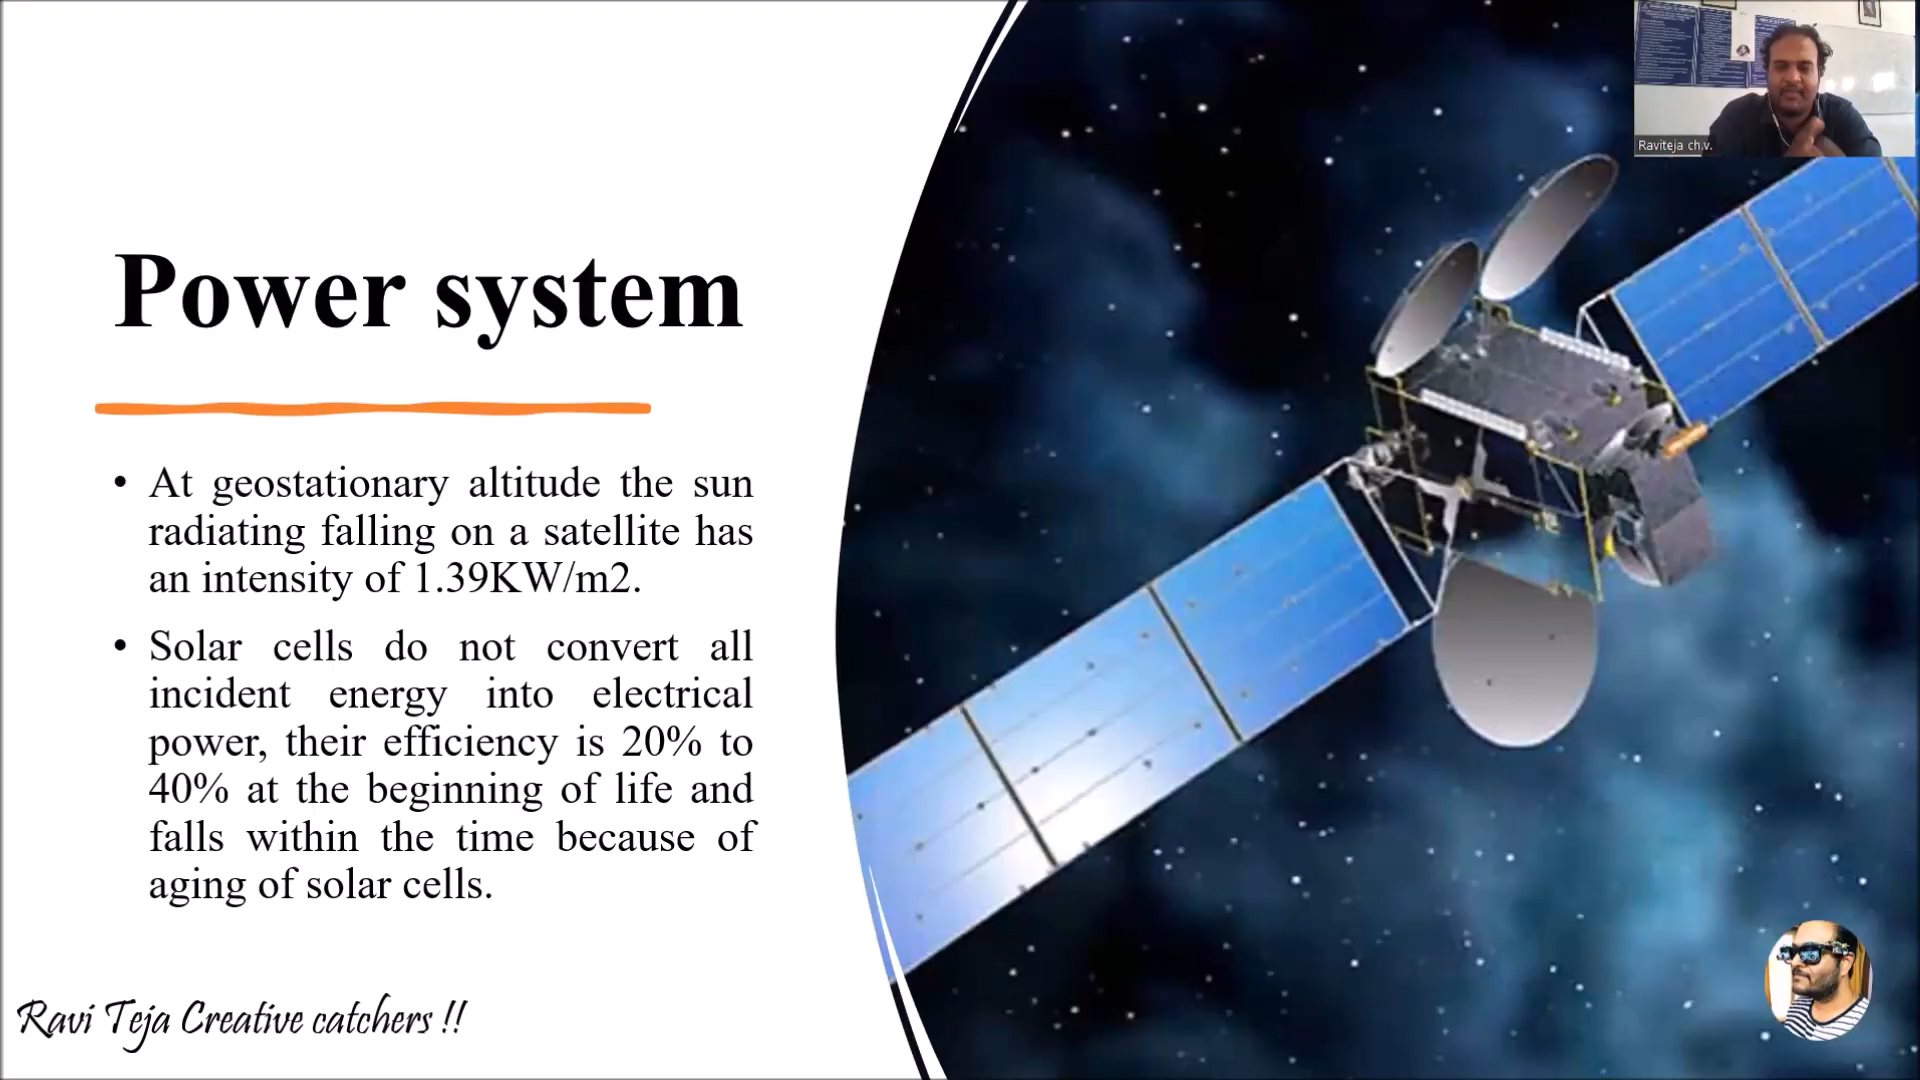 Raviteja ch.v.
Power system
• At geostationary altitude the sun
radiating falling on a satellite has
an intensity of 1.39KW/m2.
• Solar cells do not convert all
incident energy into electrical
power, their efficiency is 20% to
40% at the beginning of life and
falls within the time because of
aging of solar cells.
Ravi Teja Creative catchers !!